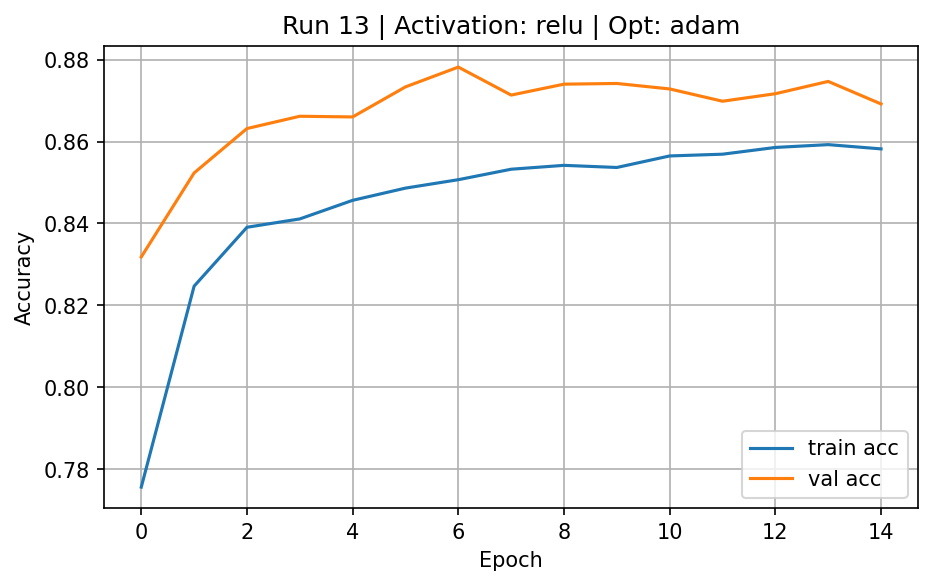 Run 13 | Activation: relu | Opt: adam
0.88
0.86
0.84
0.82
0.80
0.78
Accuracy
0 2 4 6 8 10 12 14
Epoch
train acc
val acc